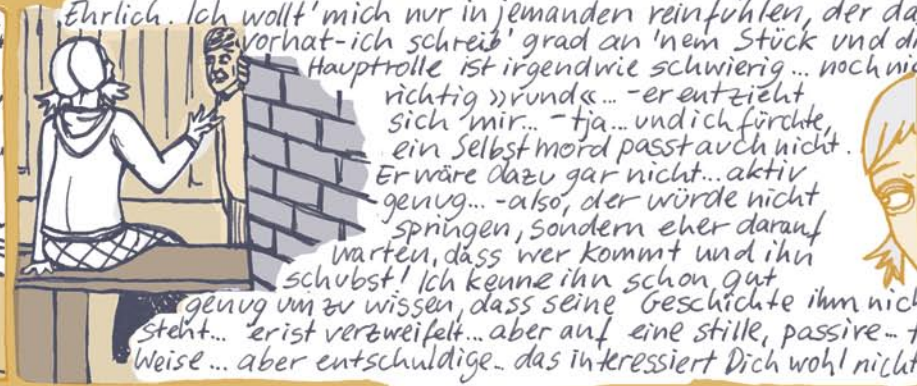 Ehrlich. Ich wollt' mich nur in jemanden reinfühlen, der da
vorhat-ich schreib' grad an 'nem Stück und d
Hauptrolle ist irgendwie schwierig ... noch nie
richtig »rund«... - er entzieht
sich mir... - tja... und ich fürchte,
ein Selbstmord passt auch nicht.
Er wäre dazu gar nicht... aktiv
genug... - also, der würde nicht
springen, sondern eher darauf
warten, dass wer kommt und ihn
schubst! Ich kenne ihn schon gut
genug um zu wissen, dass seine Geschichte ihm nich
steht... er ist verzweifelt... aber auf eine stille, passive...
Weise ... aber entschuldige... das interessiert Dich wohl nicht